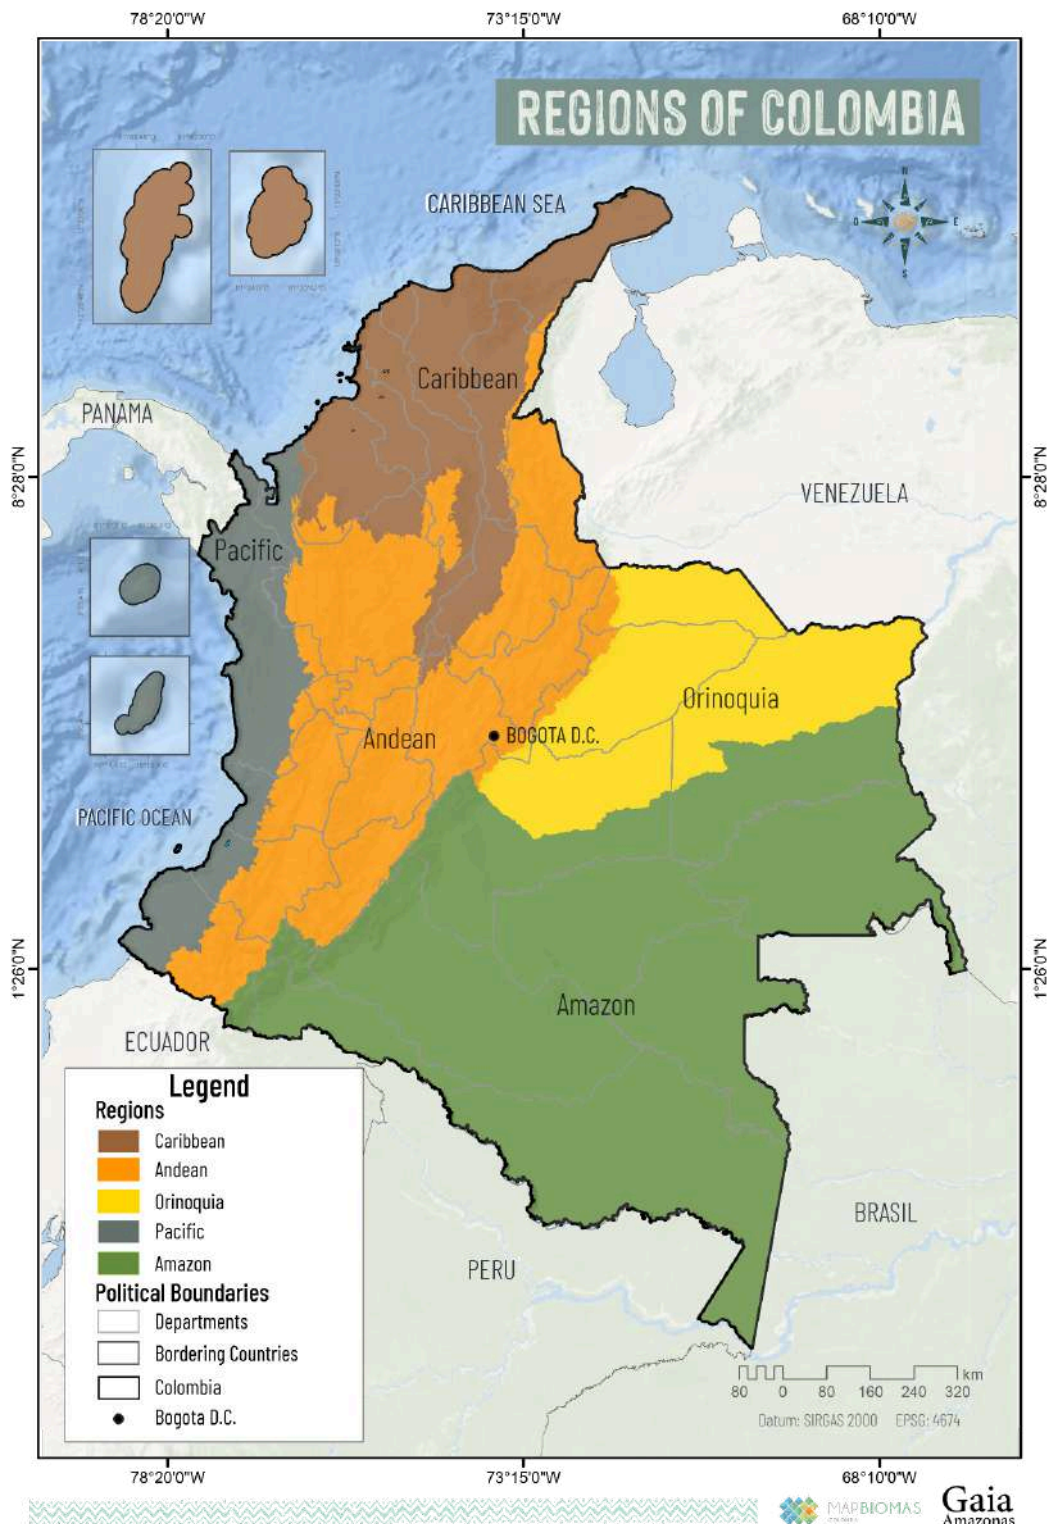 78°20'0"W
73°15'0"W
68°10'0"W
REGIONS OF COLOMBIA
N
O
E
S
CARIBBEAN SEA
Caribbean
PANAMA
8°28'0"N
8°28'0"N
VENEZUELA
Pacific
Orinoquia
Andean
BOGOTA D.C.
PACIFIC OCEAN
1°26'0"N
1°26'0"N
Amazon
ECUADOR
Legend
Regions
Caribbean
Andean
Orinoquia
Pacific
Amazon
Political Boundaries
Departments
Bordering Countries
Colombia
Bogota D.C.
BRASIL
PERU
km
80 0 80 160 240 320
Datum: SIRGAS 2000 EPSG: 4674
78°20'0"W
73°15'0"W
68°10'0"W
MAPBIOMAS
COLOMBIA
Gaia
Amazonas